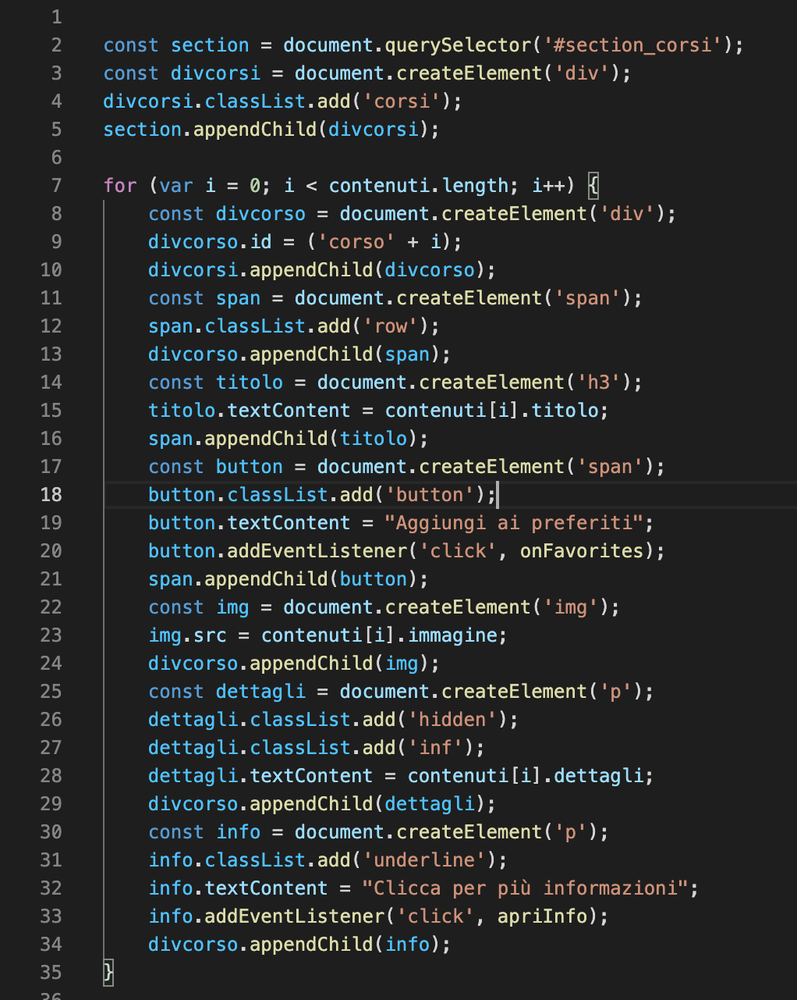 1
2 const section = document.querySelector('#section_corsi');
3 const divcorsi = document.createElement('div');
4 divcorsi.classList.add('corsi');
5 section.appendChild(divcorsi);
6
7 for (var i = 0; i < contenuti.length; i++) {
8 const divcorso = document.createElement('div');
9 divcorso.id = ('corso' + i);
10 divcorsi.appendChild(divcorso);
11 const span = document.createElement('span');
12 span.classList.add('row');
13 divcorso.appendChild(span);
14 const titolo = document.createElement('h3');
15 titolo.textContent = contenuti[i].titolo;
16 span.appendChild(titolo);
17 const button = document.createElement('span');
18 button.classList.add('button');
19 button.textContent = "Aggiungi ai preferiti";
20 button.addEventListener('click', onFavorites);
21 span.appendChild(button);
22 const img = document.createElement('img');
23 img.src = contenuti[i].immagine;
24 divcorso.appendChild(img);
25 const dettagli = document.createElement('p');
26 dettagli.classList.add('hidden');
27 dettagli.classList.add('inf');
28 dettagli.textContent = contenuti[i].dettagli;
29 divcorso.appendChild(dettagli);
30 const info = document.createElement('p');
31 info.classList.add('underline');
32 info.textContent = "Clicca per più informazioni";
33 info.addEventListener('click', apriInfo);
34 divcorso.appendChild(info);
35 }
36